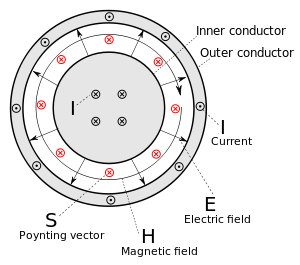 Inner conductor
Outer conductor
I
I
Current
E
Electric field
S
Poynting vector
H
Magnetic field